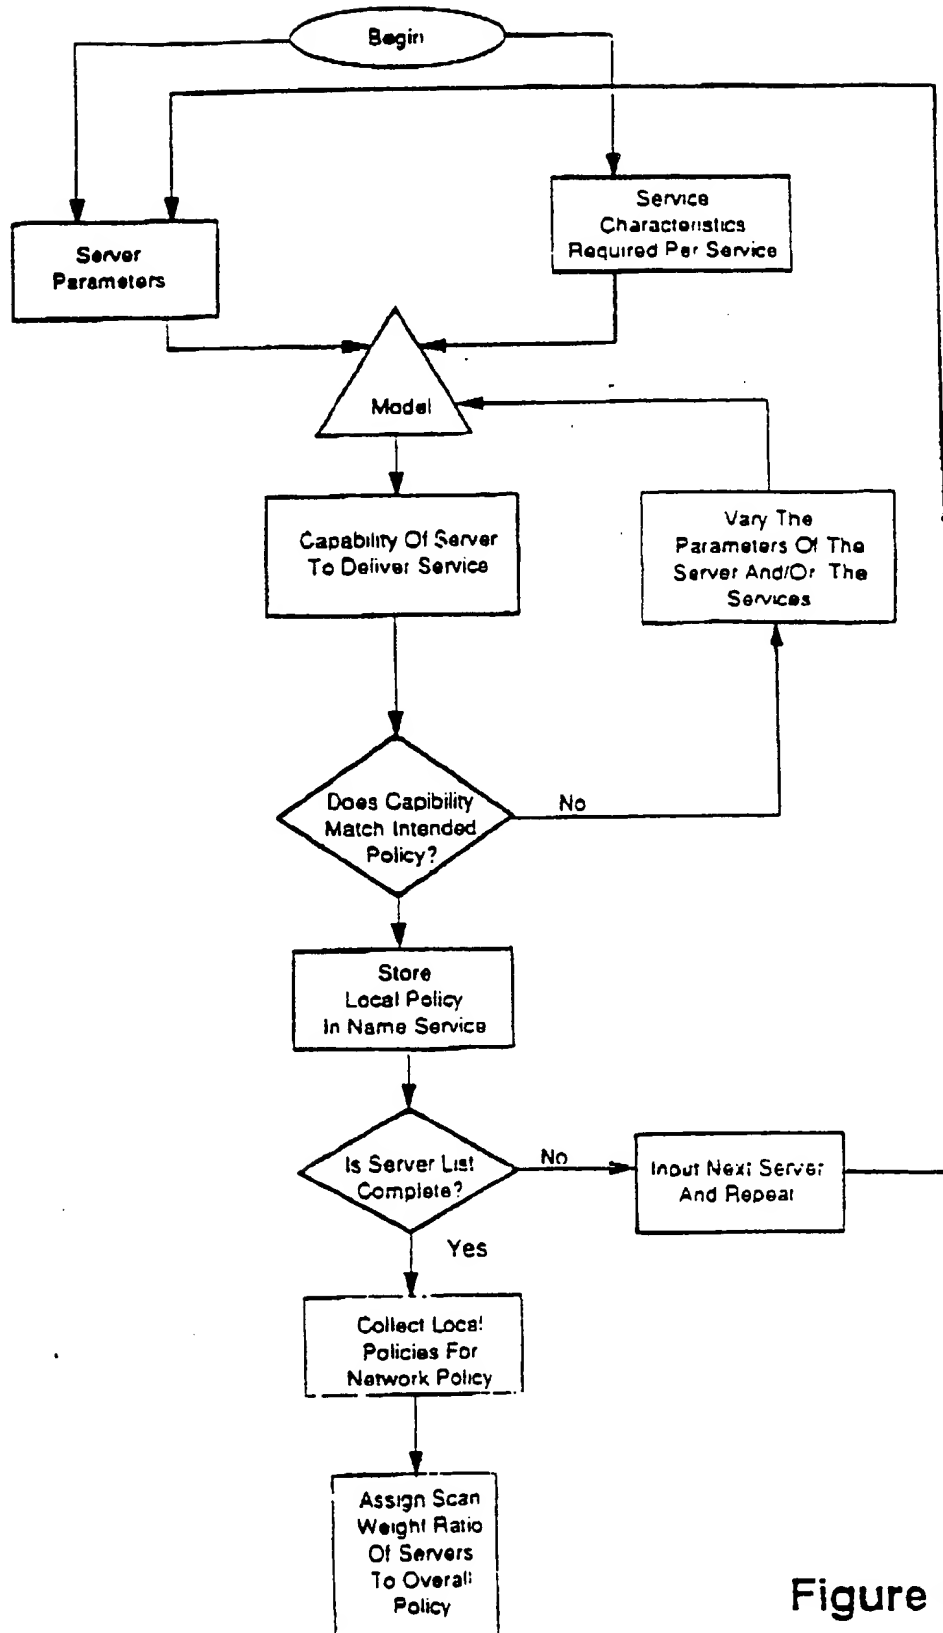 Begin
Service
Characteristics
Required Per Service
Server
Parameters
Model
Capability Of Server
To Deliver Service
Vary The
Parameters Of The
Server And/Or The
Services
Does Capibility
Match Intended
Policy?
No
Store
Local Policy
In Name Service
Is Server List
Complete?
No
Input Next Server
And Repeat
Yes
Collect Local
Policies For
Network Policy
Assign Scan
Weight Ratio
Of Servers
To Overall
Policy
Figure